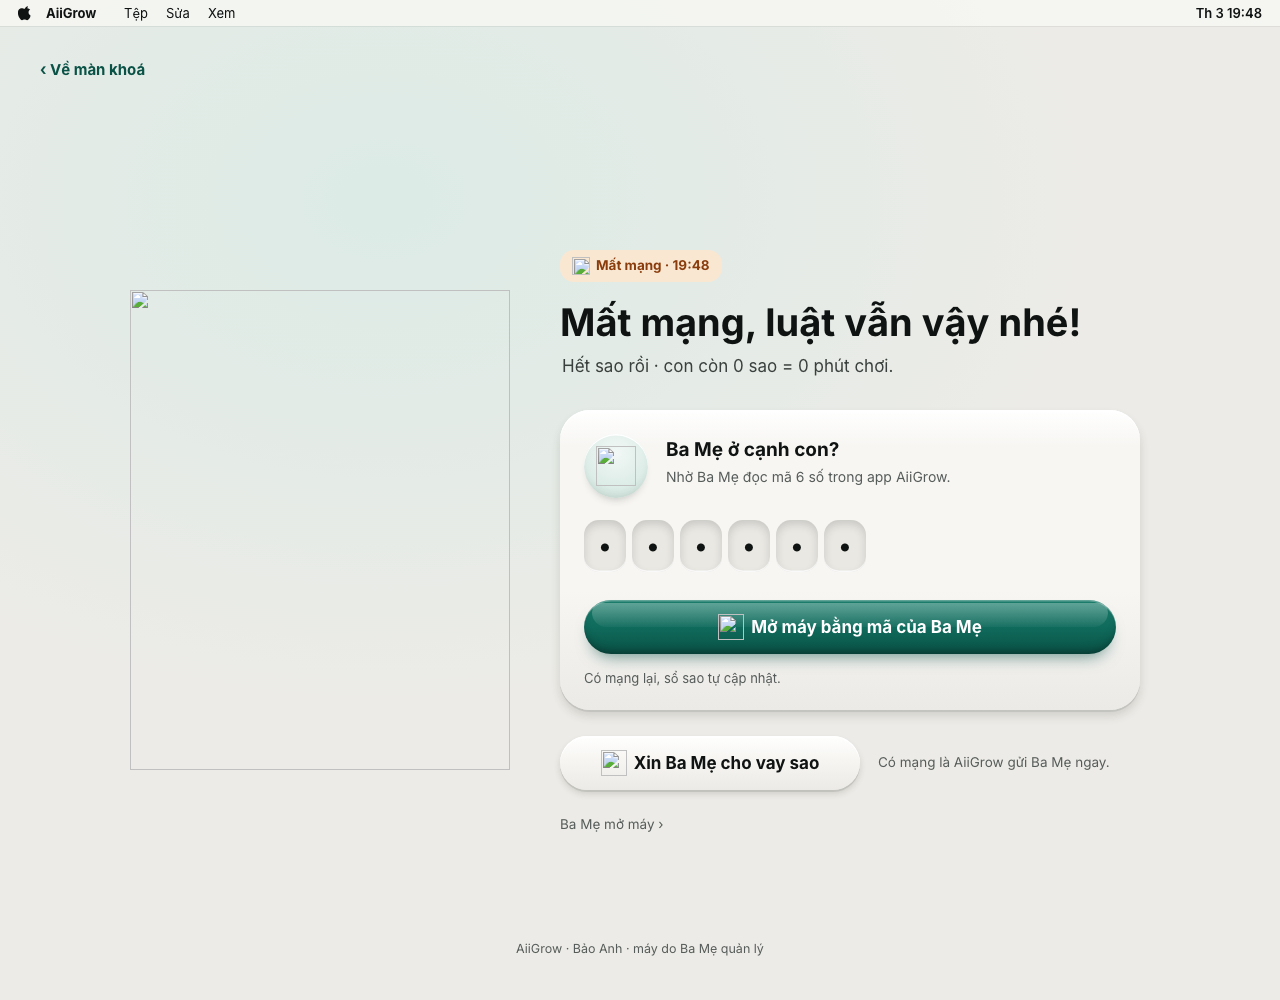 AiiGrow Tệp Sửa Xem Th 3 19:48
‹ Về màn khoá
Mất mạng · 19:48
Mất mạng, luật vẫn vậy nhé!
Hết sao rồi · con còn 0 sao = 0 phút chơi.
Ba Mẹ ở cạnh con?
Nhờ Ba Mẹ đọc mã 6 số trong app AiiGrow.
• • • • • •
Mở máy bằng mã của Ba Mẹ
Có mạng lại, sổ sao tự cập nhật.
Xin Ba Mẹ cho vay sao
Có mạng là AiiGrow gửi Ba Mẹ ngay.
Ba Mẹ mở máy ›
AiiGrow · Bảo Anh · máy do Ba Mẹ quản lý